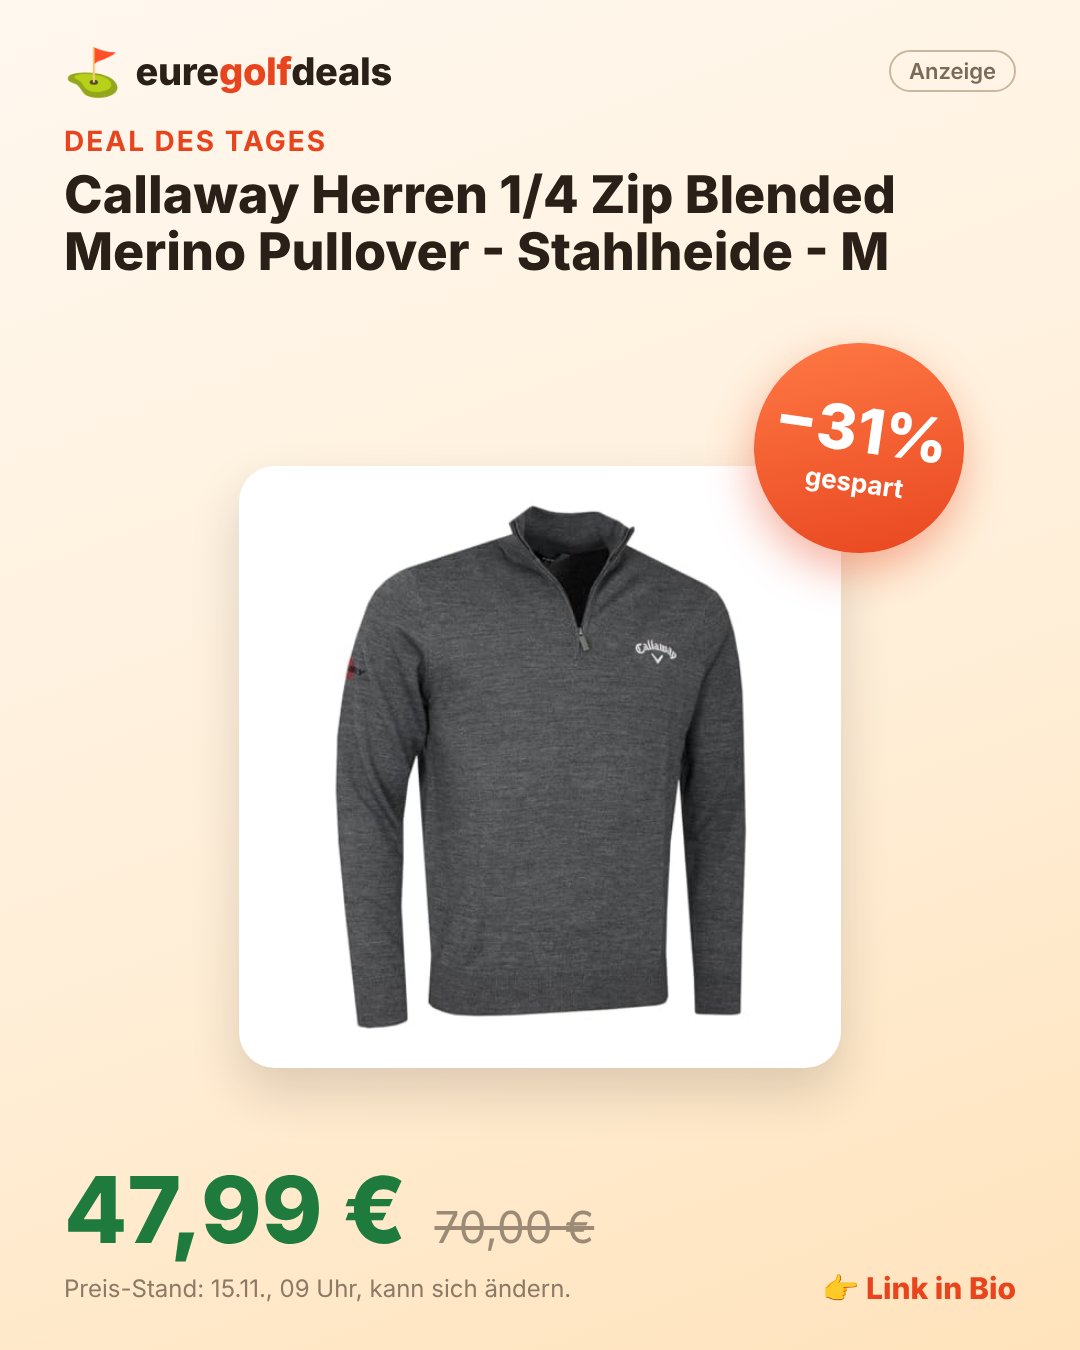 euregolfdeals
Anzeige
DEAL DES TAGES
Callaway Herren 1/4 Zip Blended
Merino Pullover - Stahlheide - M
−31%
gespart
Callaway
47,99 €
70,00 €
Preis-Stand: 15.11., 09 Uhr, kann sich ändern.
👉 Link in Bio